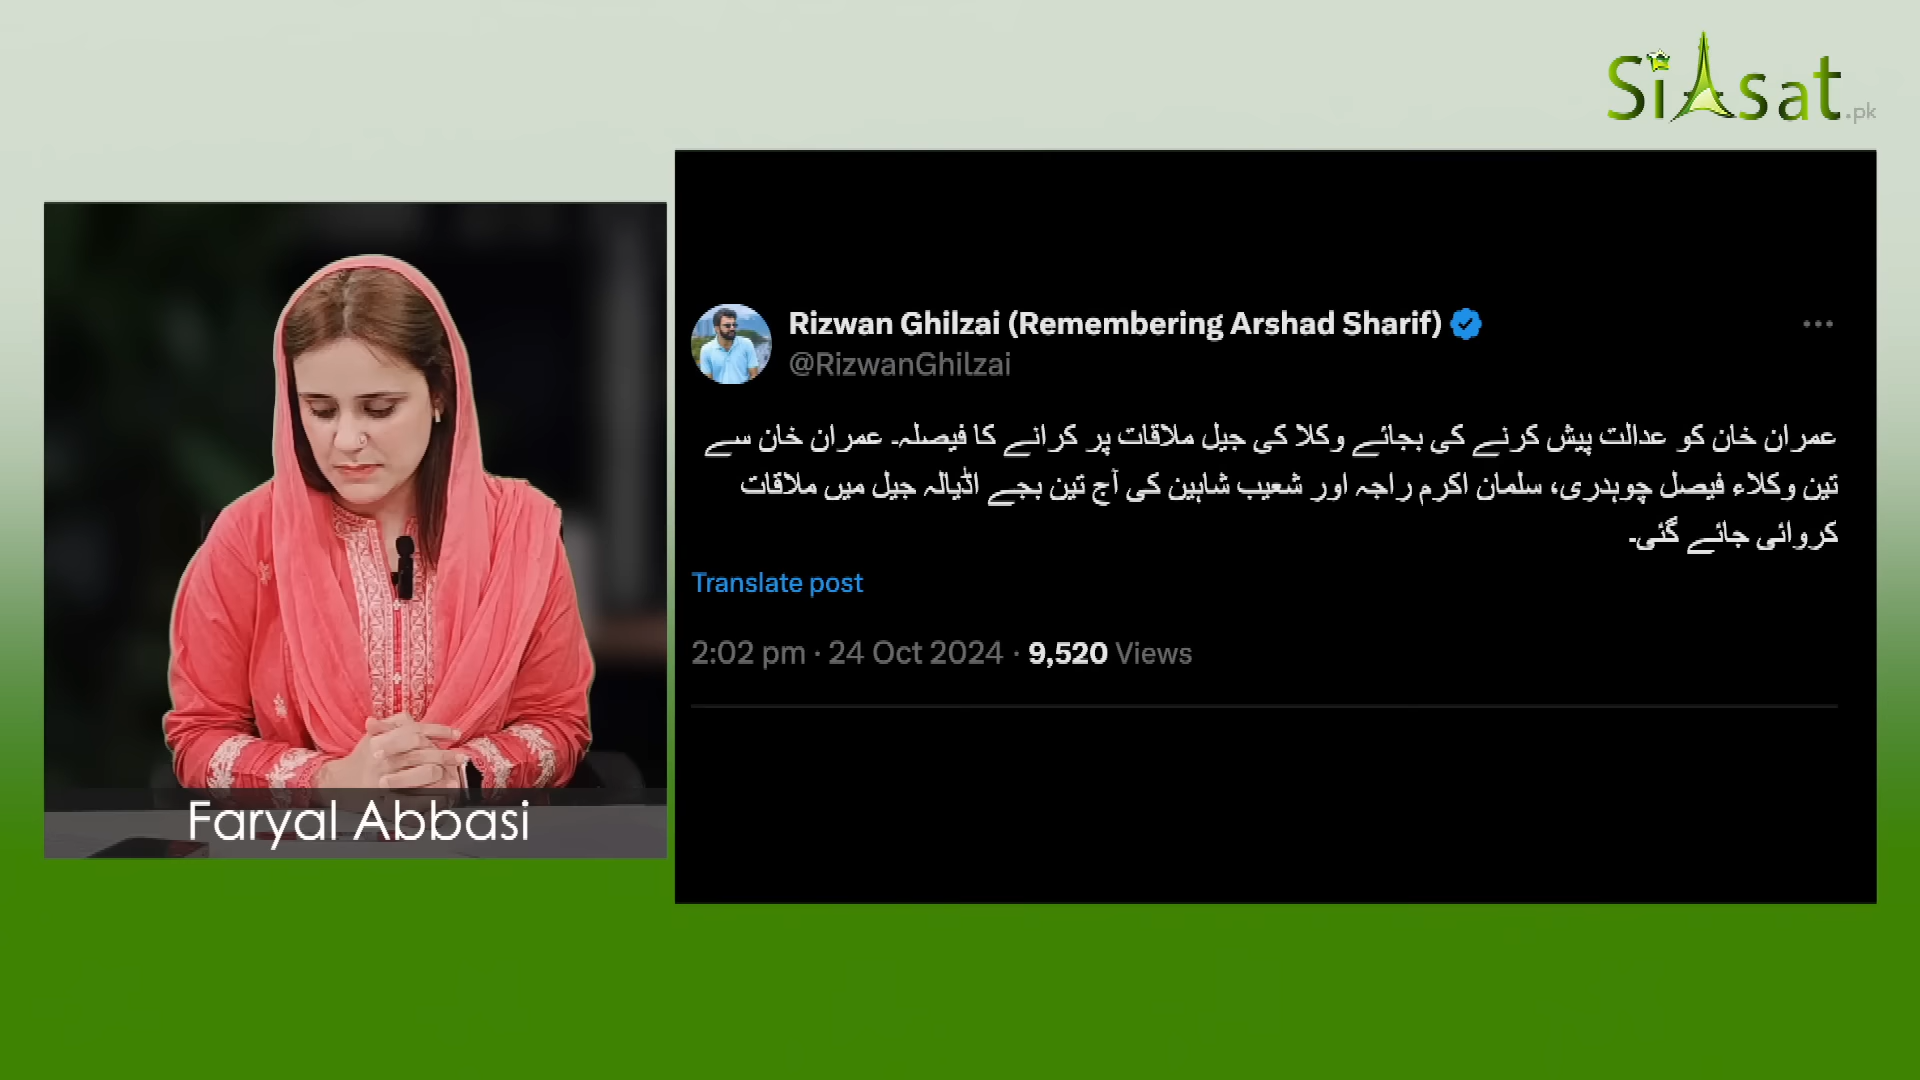 SiAsat.pk
Rizwan Ghilzai (Remembering Arshad Sharif)
@RizwanGhilzai
عمران خان کو عدالت پیش کرنے کی بجائے وکلا کی جیل ملاقات پر کرانے کا فیصلہ۔ عمران خان سے
تین وکلاء فیصل چوہدری، سلمان اکرم راجہ اور شعیب شاہین کی آج تین بجے اڈیالہ جیل میں ملاقات
کروائی جائے گئی۔
Translate post
2:02 pm · 24 Oct 2024 · 9,520 Views
Faryal Abbasi